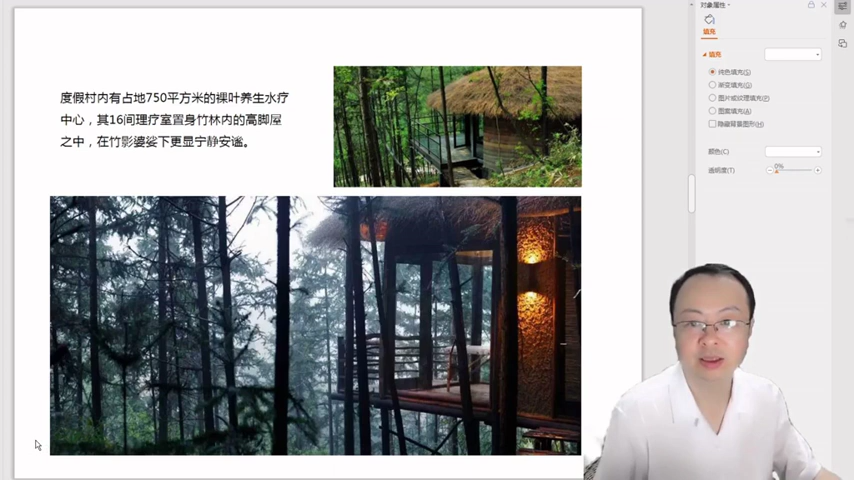 度假村内有占地750平方米的裸叶养生水疗
中心，其16间理疗室置身竹林内的高脚屋
之中，在竹影婆娑下更显宁静安谧。
对象属性
填充
填充
纯色填充(S)
渐变填充(G)
图片或纹理填充(P)
图案填充(A)
隐藏背景图形(H)
颜色(C)
透明度(T)
0%